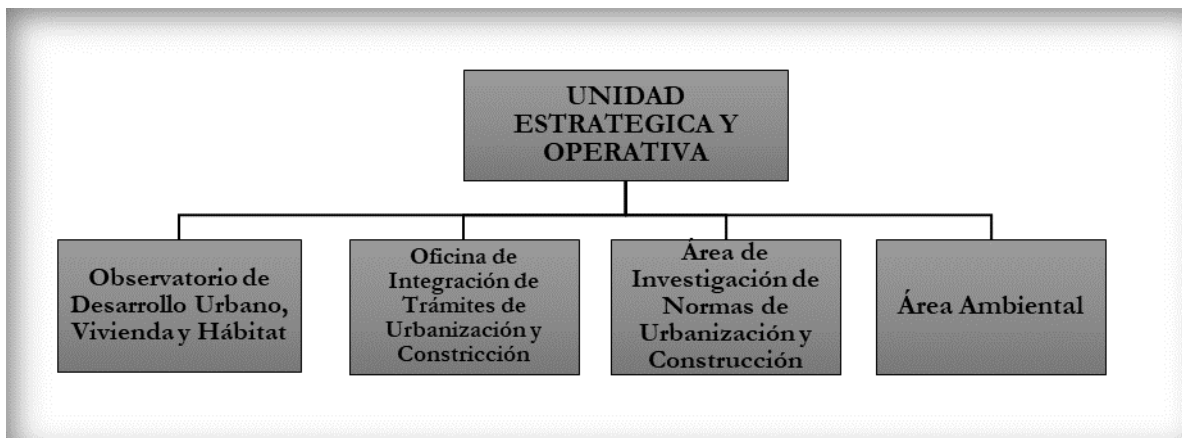 UNIDAD
ESTRATEGICA Y
OPERATIVA
Observatorio de
Desarrollo Urbano,
Vivienda y Hábitat
Oficina de
Integración de
Trámites de
Urbanización y
Constricción
Área de
Investigación de
Normas de
Urbanización y
Construcción
Área Ambiental